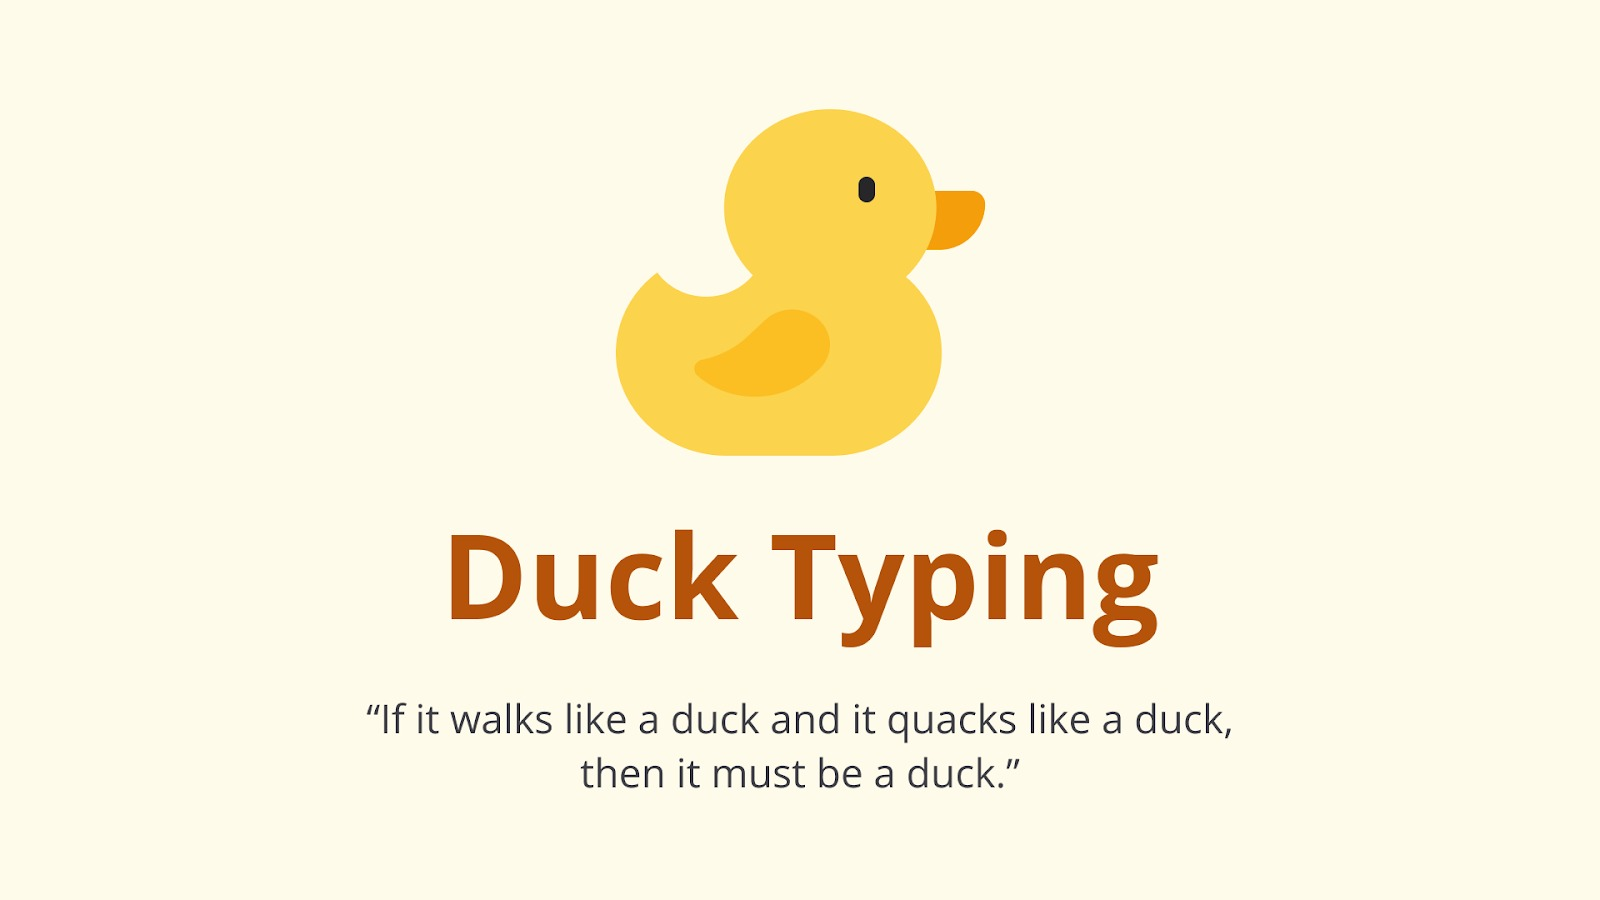 Duck Typing
“If it walks like a duck and it quacks like a duck,
then it must be a duck.”